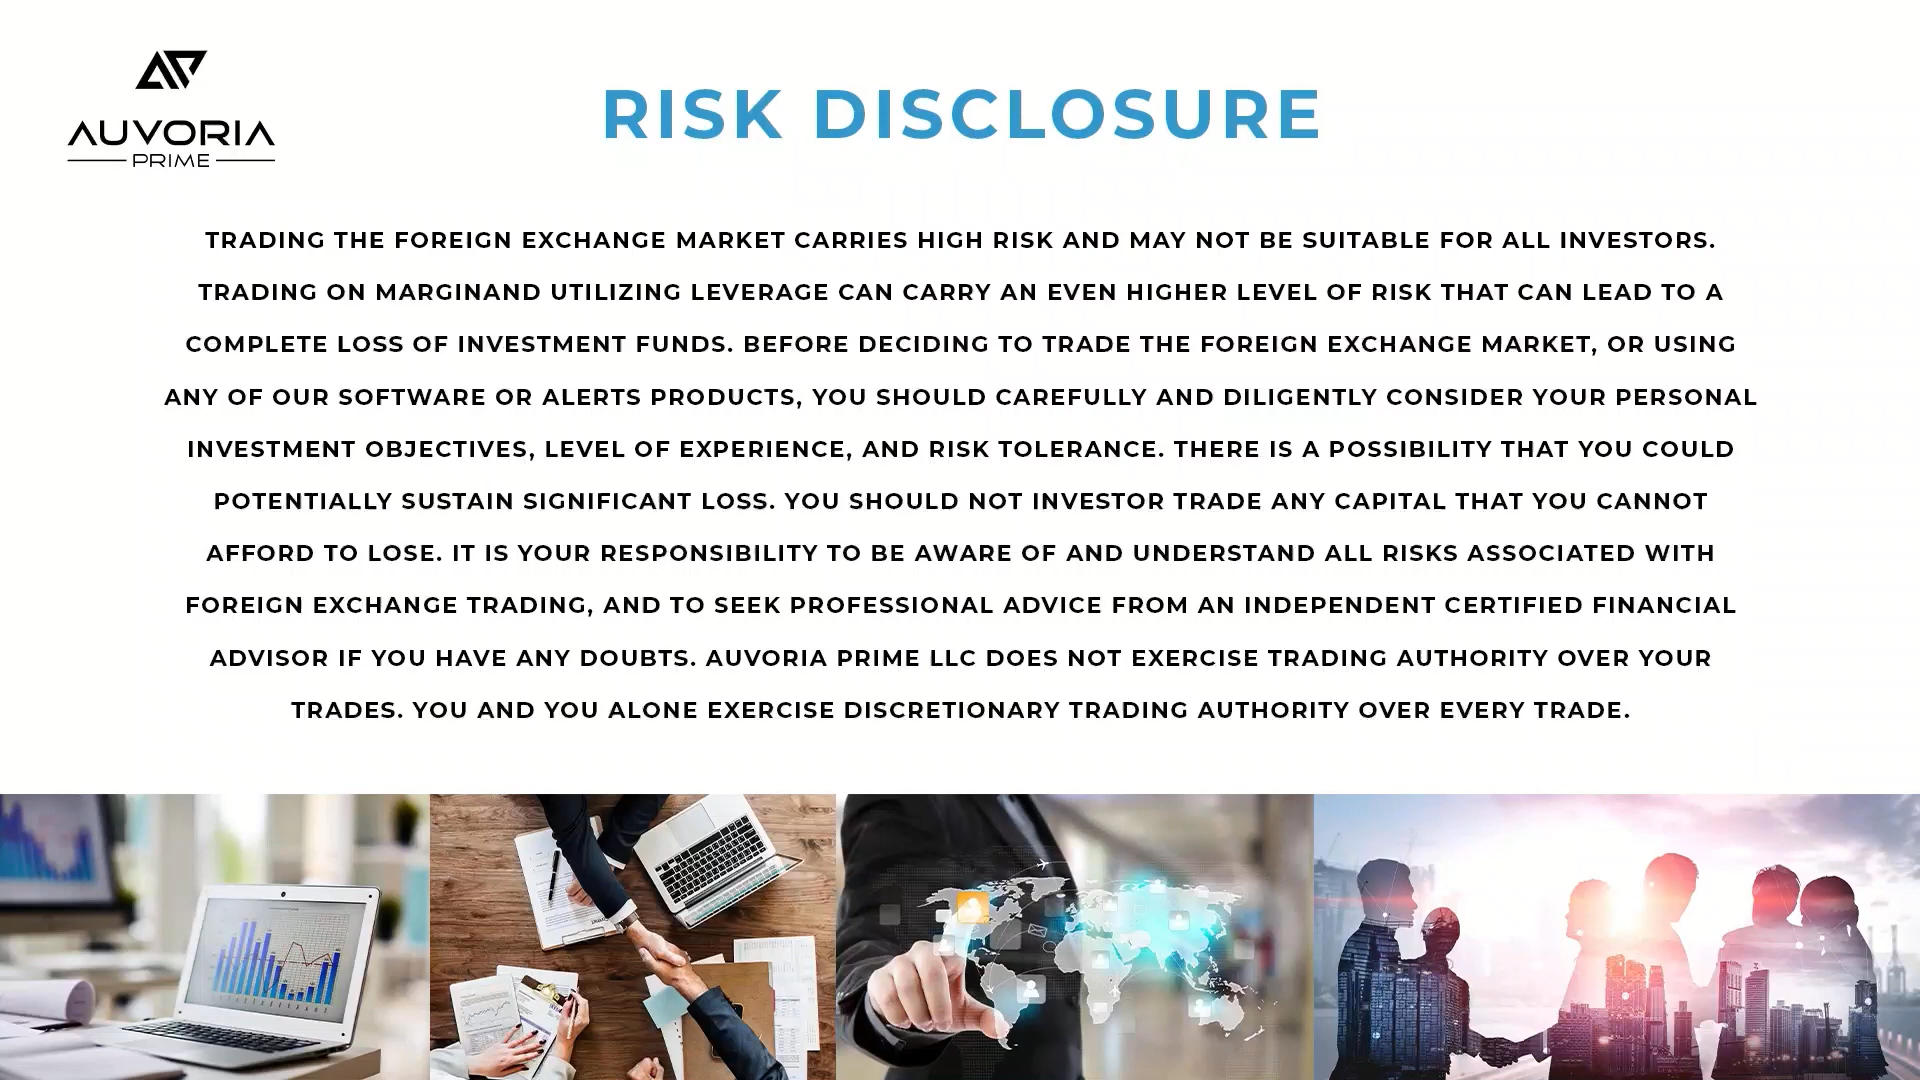 AUVORIA
PRIME
RISK DISCLOSURE
TRADING THE FOREIGN EXCHANGE MARKET CARRIES HIGH RISK AND MAY NOT BE SUITABLE FOR ALL INVESTORS.
TRADING ON MARGINAND UTILIZING LEVERAGE CAN CARRY AN EVEN HIGHER LEVEL OF RISK THAT CAN LEAD TO A
COMPLETE LOSS OF INVESTMENT FUNDS. BEFORE DECIDING TO TRADE THE FOREIGN EXCHANGE MARKET, OR USING
ANY OF OUR SOFTWARE OR ALERTS PRODUCTS, YOU SHOULD CAREFULLY AND DILIGENTLY CONSIDER YOUR PERSONAL
INVESTMENT OBJECTIVES, LEVEL OF EXPERIENCE, AND RISK TOLERANCE. THERE IS A POSSIBILITY THAT YOU COULD
POTENTIALLY SUSTAIN SIGNIFICANT LOSS. YOU SHOULD NOT INVESTOR TRADE ANY CAPITAL THAT YOU CANNOT
AFFORD TO LOSE. IT IS YOUR RESPONSIBILITY TO BE AWARE OF AND UNDERSTAND ALL RISKS ASSOCIATED WITH
FOREIGN EXCHANGE TRADING, AND TO SEEK PROFESSIONAL ADVICE FROM AN INDEPENDENT CERTIFIED FINANCIAL
ADVISOR IF YOU HAVE ANY DOUBTS. AUVORIA PRIME LLC DOES NOT EXERCISE TRADING AUTHORITY OVER YOUR
TRADES. YOU AND YOU ALONE EXERCISE DISCRETIONARY TRADING AUTHORITY OVER EVERY TRADE.